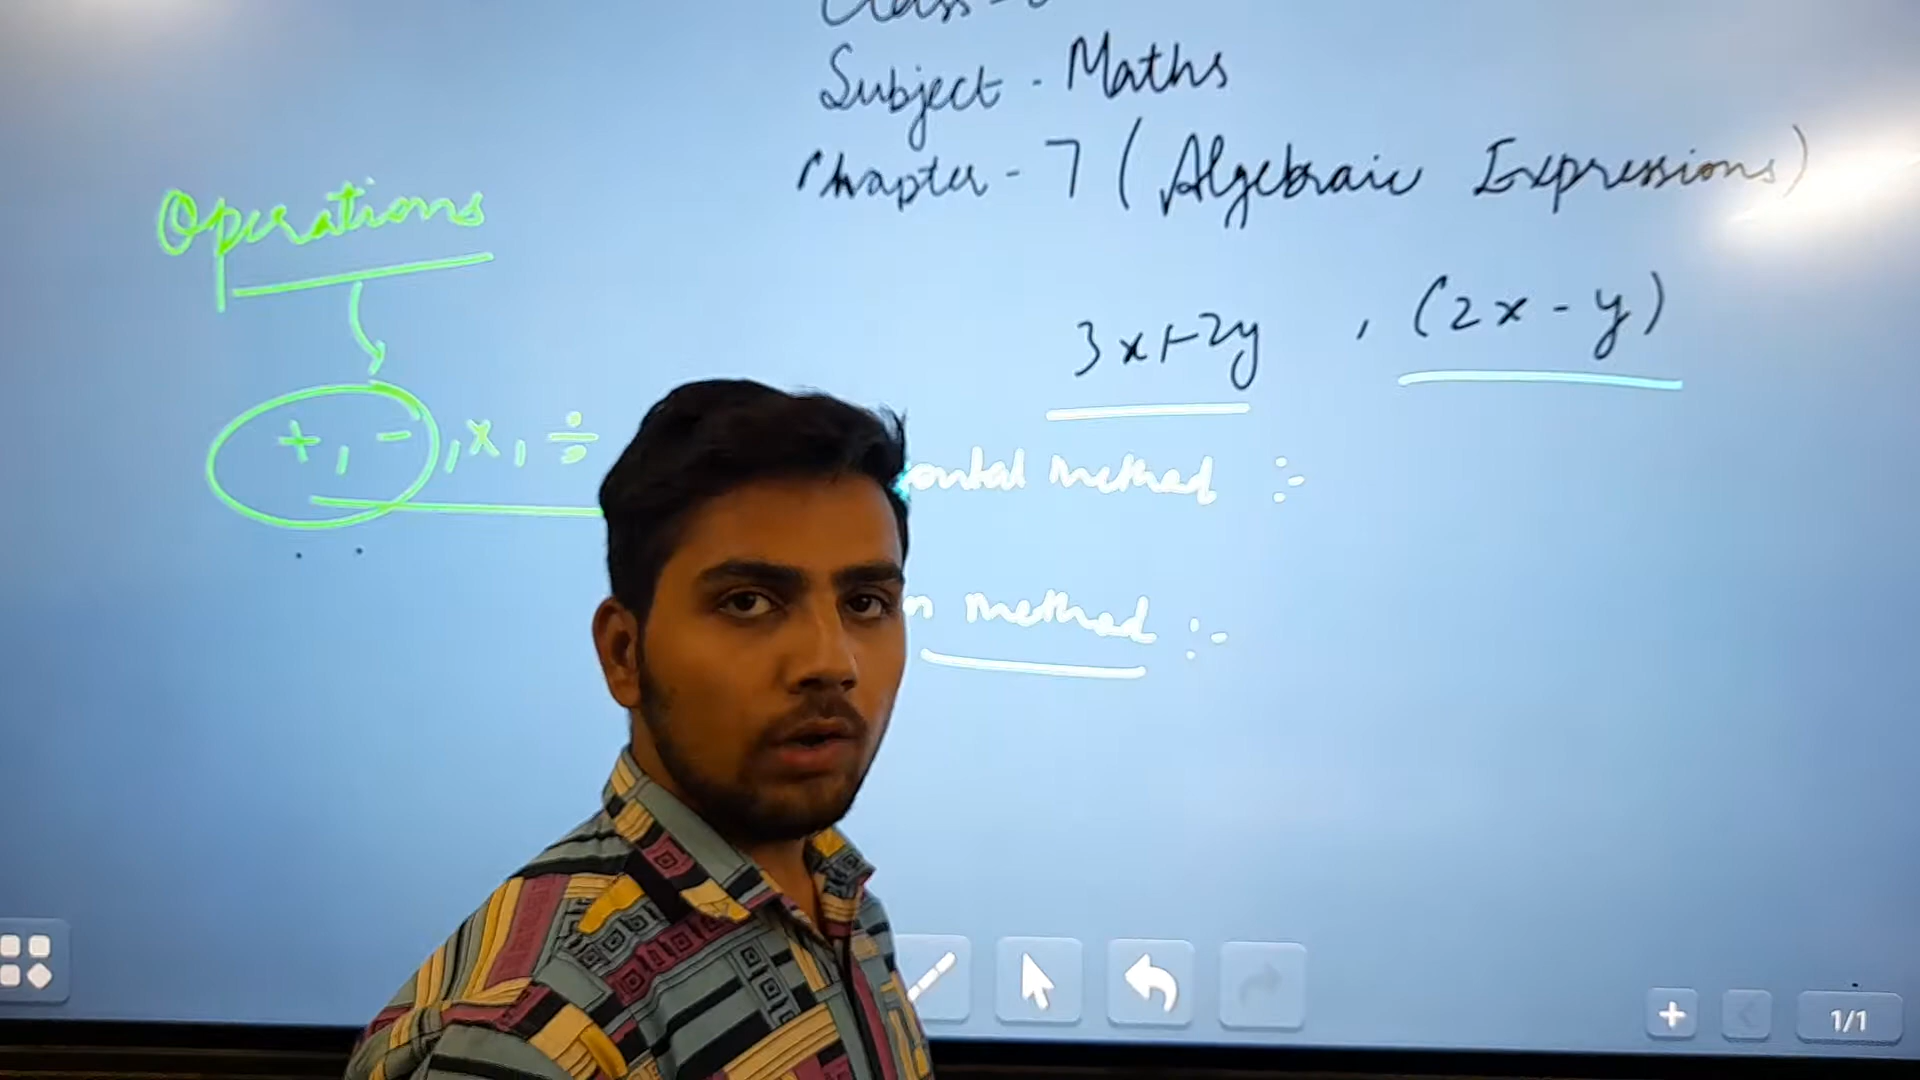 Subject - Maths
Chapter - 7 (Algebraic Expressions)
Operations
3x+2y , (2x - y)
+, -, x, ÷
method :-
method :-
1/1